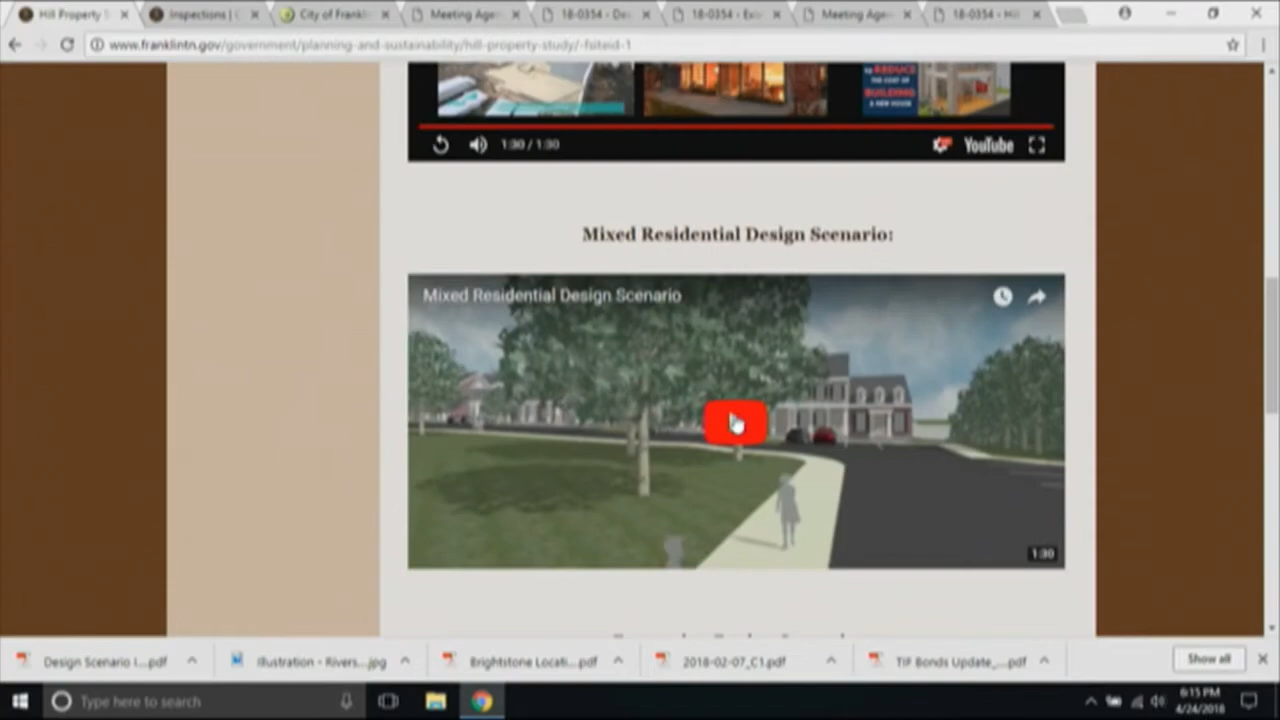 Hill Property S
Inspections | C
City of Frankl
Meeting Age
18-0354 - De
18-0354 - Exi
Meeting Age
18-0354 - Hil
www.franklintn.gov/government/planning-and-sustainability/hill-property-study/-fsiteid-1
to REDUCE
THE COST OF
BUILDING
A NEW HOUSE
1:30 / 1:30
YouTube
Mixed Residential Design Scenario:
Mixed Residential Design Scenario
1:30
Design Scenario I....pdf
Illustration - Rivers....jpg
Brightstone Locati....pdf
2018-02-07_C1.pdf
TIF Bonds Update_....pdf
Show all
Type here to search
6:15 PM
4/24/2018